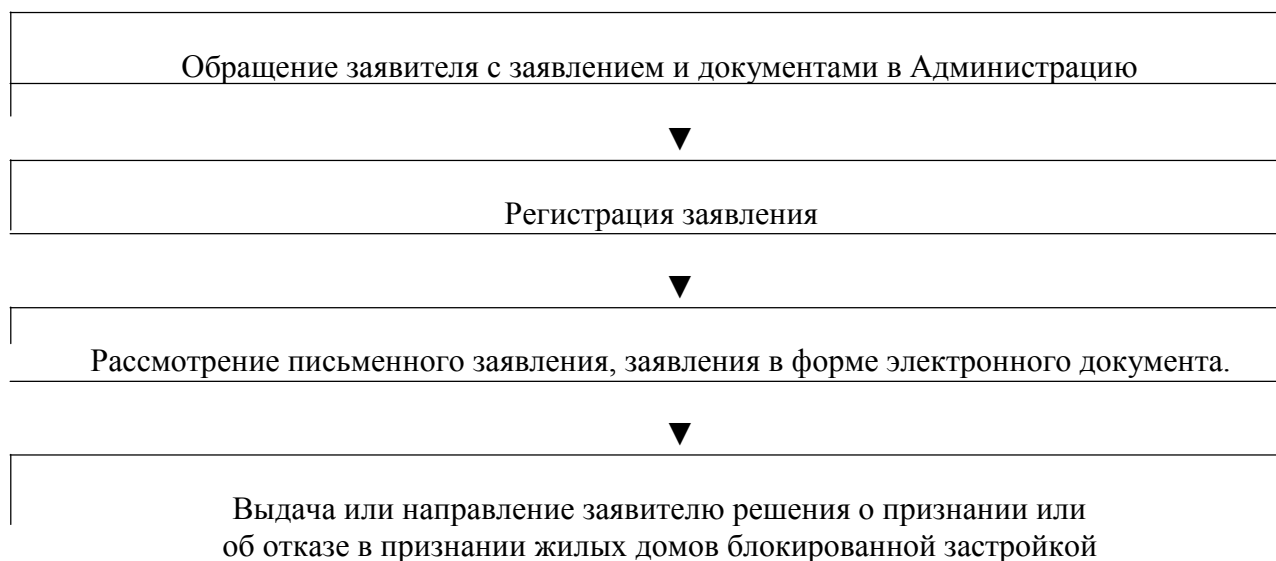 Обращение заявителя с заявлением и документами в Администрацию
▼
Регистрация заявления
▼
Рассмотрение письменного заявления, заявления в форме электронного документа.
▼
Выдача или направление заявителю решения о признании или
об отказе в признании жилых домов блокированной застройкой